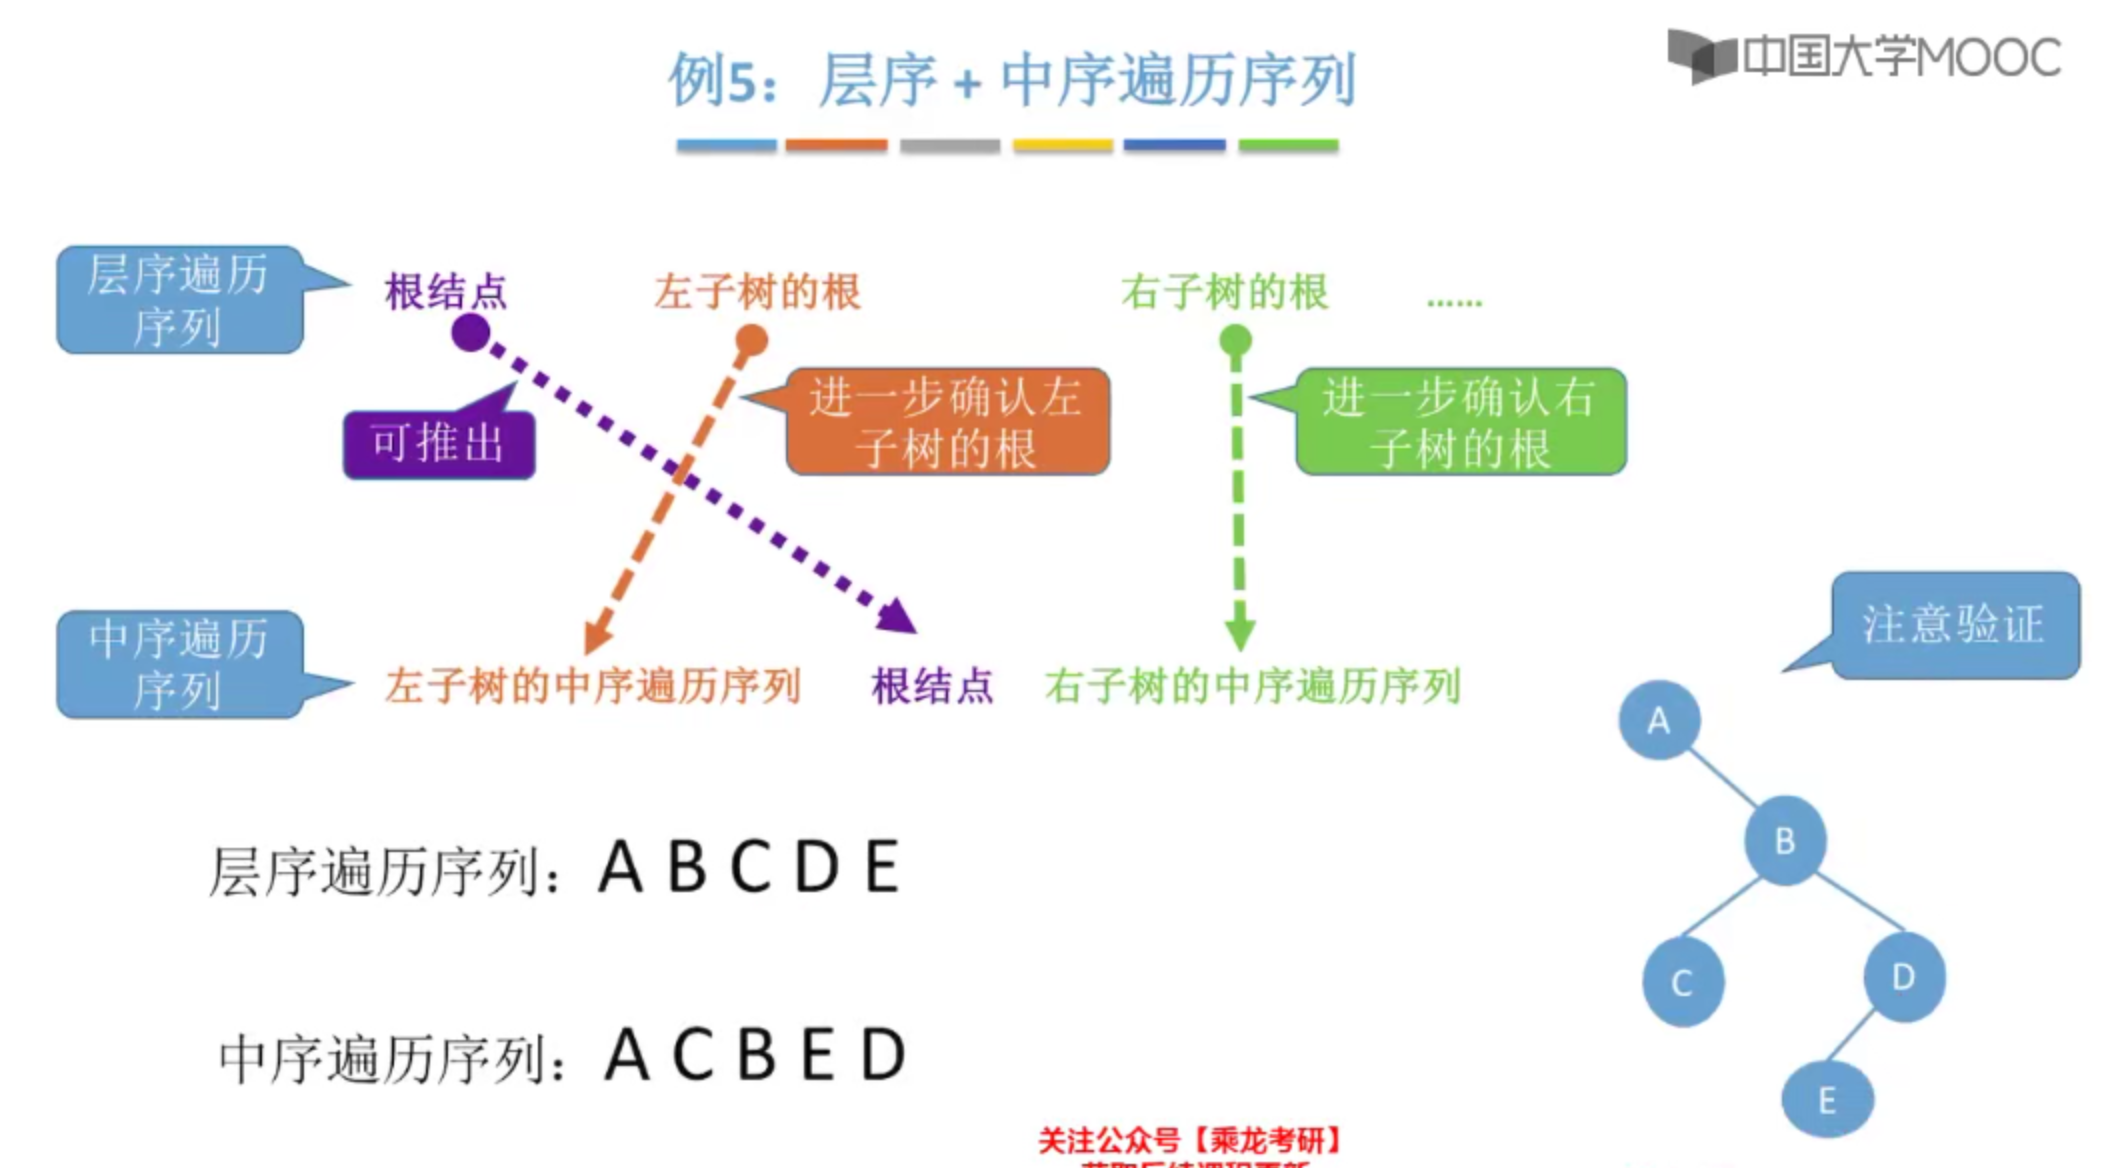 中国大学MOOC
例5：层序 + 中序遍历序列
层序遍历
序列
根结点
左子树的根
右子树的根
......
可推出
进一步确认左
子树的根
进一步确认右
子树的根
中序遍历
序列
左子树的中序遍历序列
根结点
右子树的中序遍历序列
注意验证
A
B
C
D
E
层序遍历序列：A B C D E
中序遍历序列：A C B E D
关注公众号【乘龙考研】